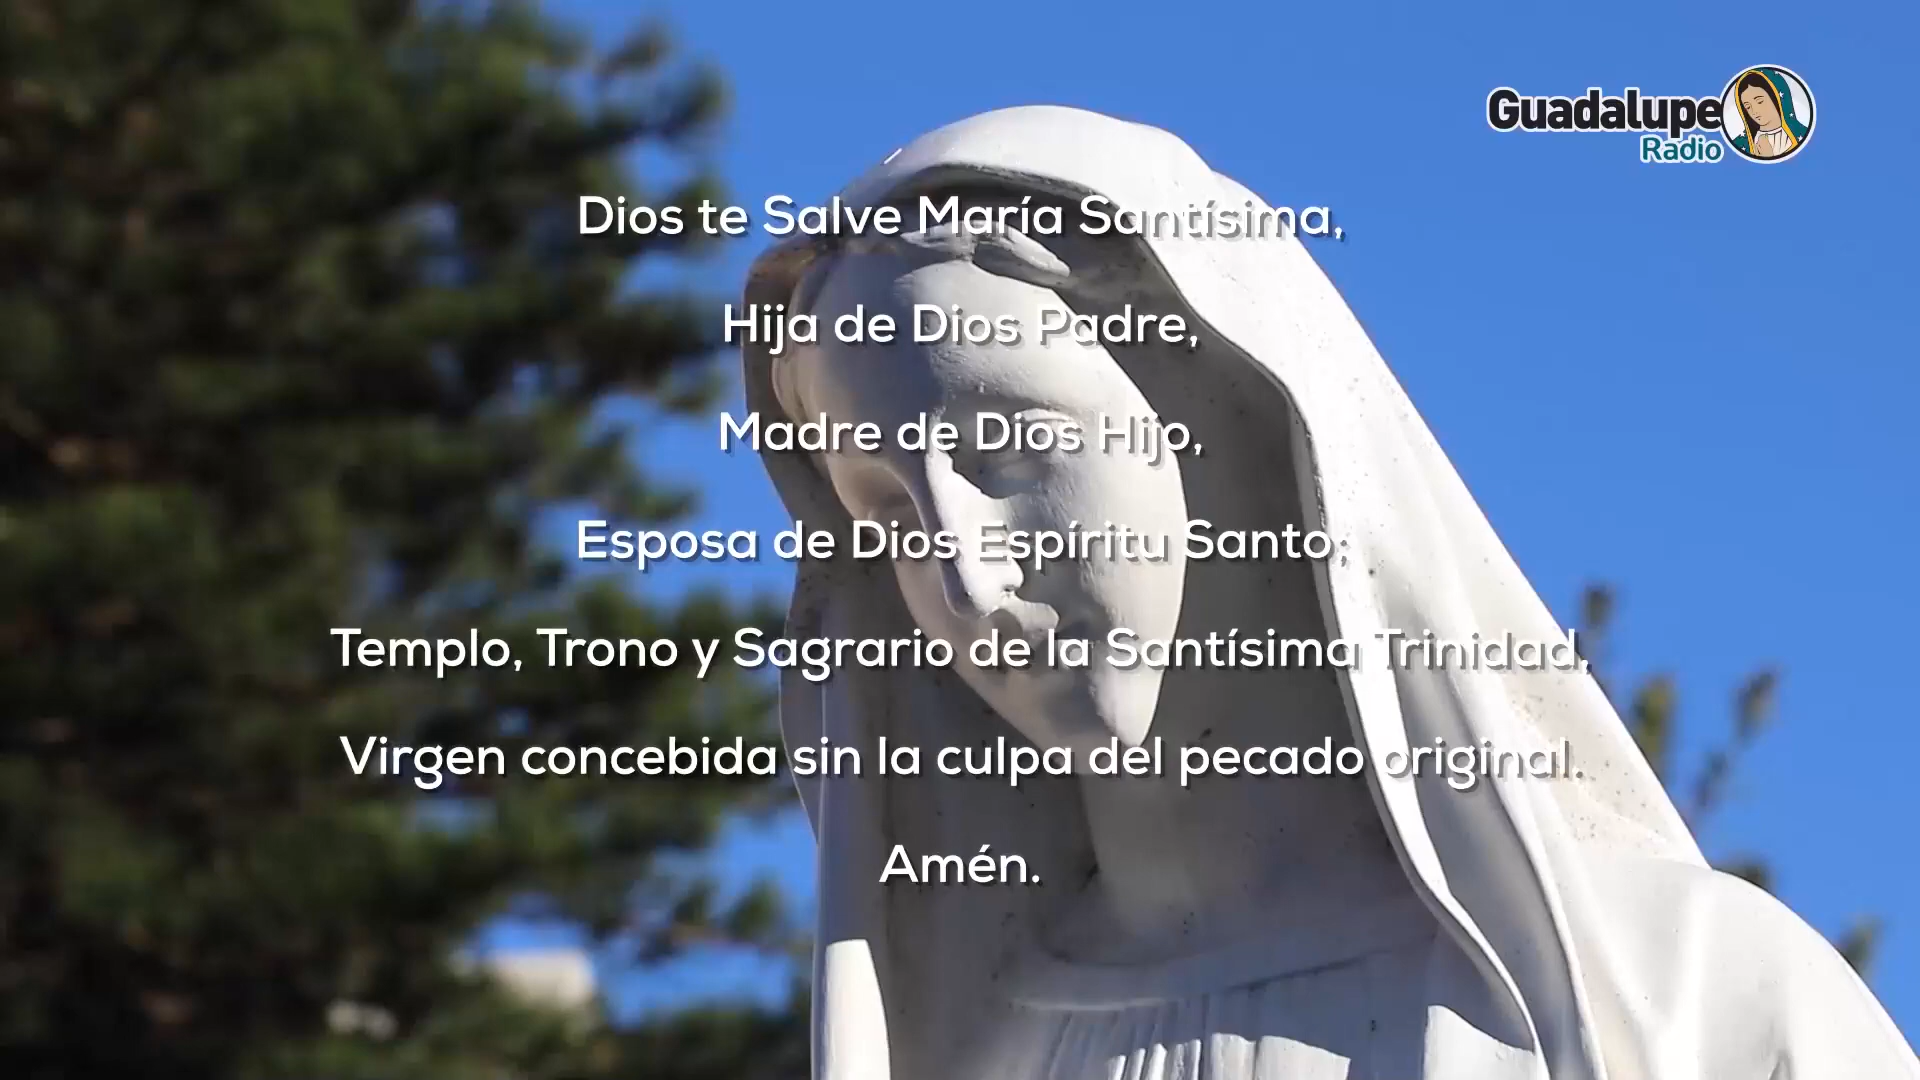 Guadalupe
Radio
Dios te Salve María Santísima,
Hija de Dios Padre,
Madre de Dios Hijo,
Esposa de Dios Espíritu Santo;
Templo, Trono y Sagrario de la Santísima Trinidad,
Virgen concebida sin la culpa del pecado original.
Amén.